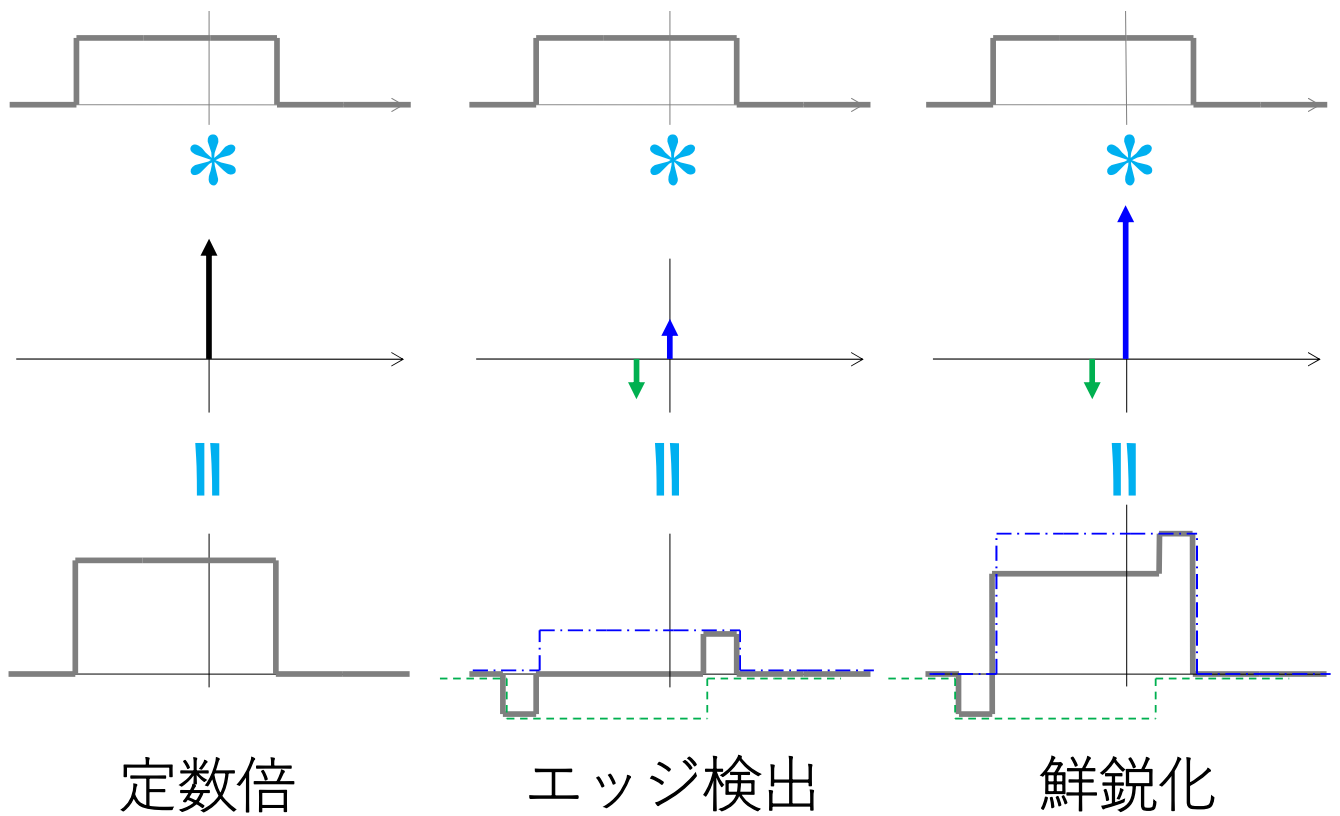 * * *
= = =
定数倍 エッジ検出 鮮鋭化